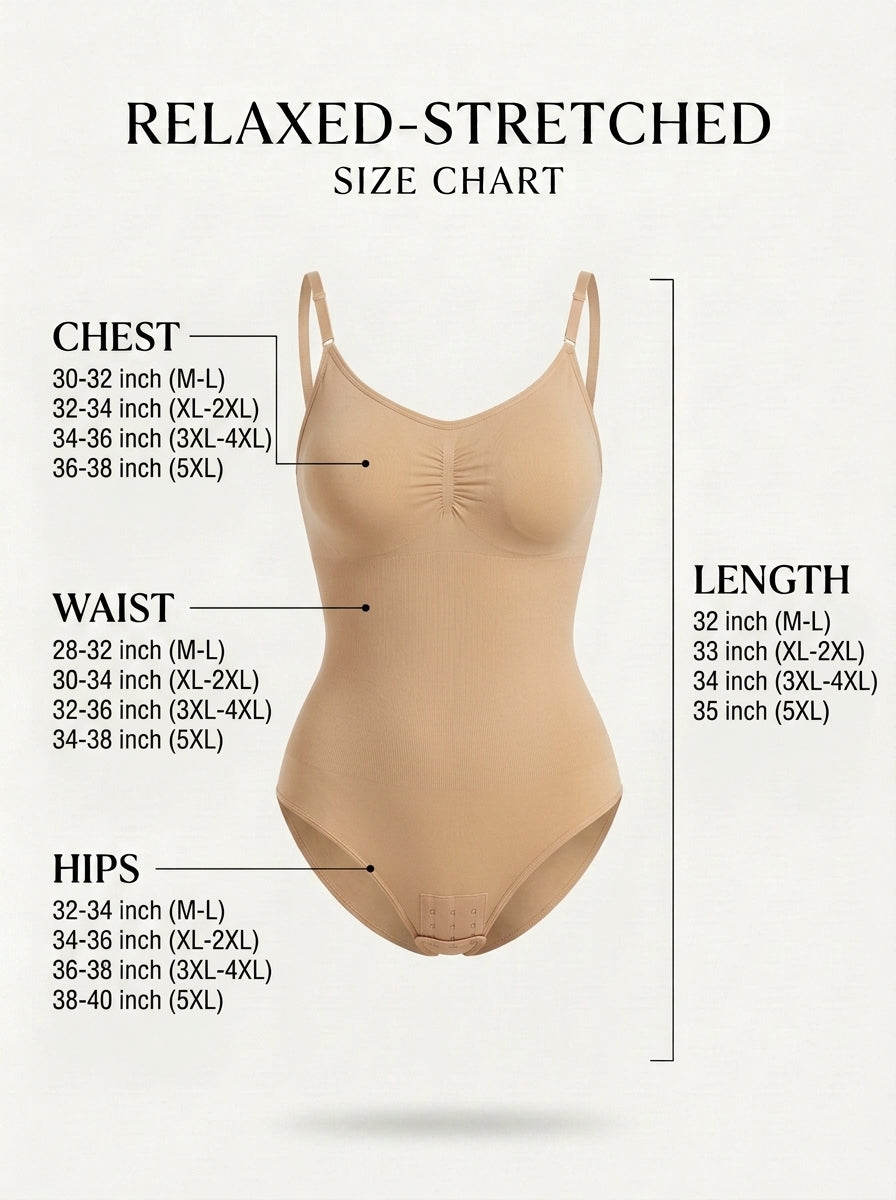 RELAXED-STRETCHED
SIZE CHART
CHEST
30-32 inch (M-L)
32-34 inch (XL-2XL)
34-36 inch (3XL-4XL)
36-38 inch (5XL)
WAIST
28-32 inch (M-L)
30-34 inch (XL-2XL)
32-36 inch (3XL-4XL)
34-38 inch (5XL)
HIPS
32-34 inch (M-L)
34-36 inch (XL-2XL)
36-38 inch (3XL-4XL)
38-40 inch (5XL)
LENGTH
32 inch (M-L)
33 inch (XL-2XL)
34 inch (3XL-4XL)
35 inch (5XL)